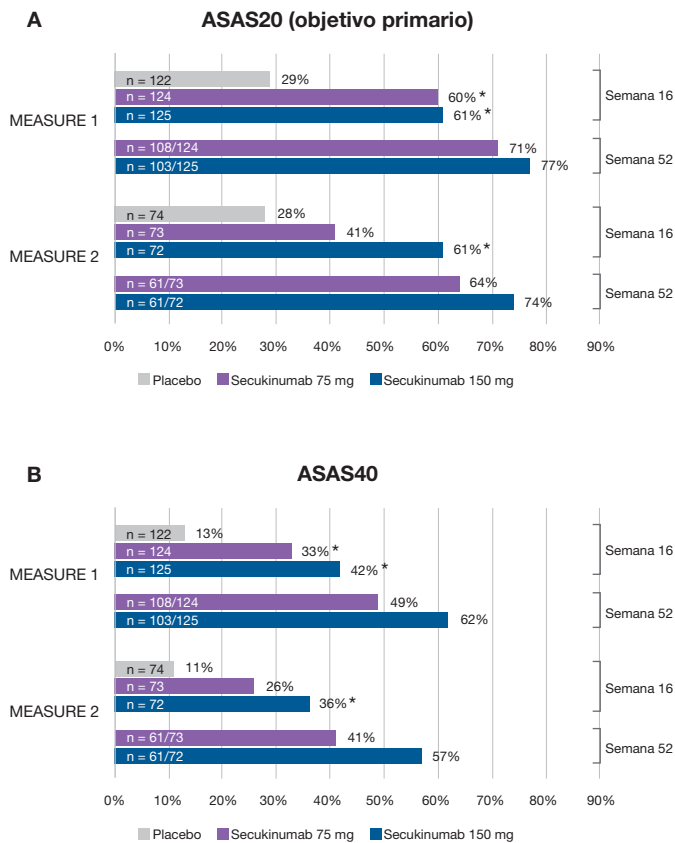 A ASAS20 (objetivo primario)
MEASURE 1
n = 122 29%
n = 124 60% *
n = 125 61% *
Semana 16
n = 108/124 71%
n = 103/125 77%
Semana 52
MEASURE 2
n = 74 28%
n = 73 41%
n = 72 61% *
Semana 16
n = 61/73 64%
n = 61/72 74%
Semana 52
0% 10% 20% 30% 40% 50% 60% 70% 80% 90%
Placebo Secukinumab 75 mg Secukinumab 150 mg
B ASAS40
MEASURE 1
n = 122 13%
n = 124 33% *
n = 125 42% *
Semana 16
n = 108/124 49%
n = 103/125 62%
Semana 52
MEASURE 2
n = 74 11%
n = 73 26%
n = 72 36% *
Semana 16
n = 61/73 41%
n = 61/72 57%
Semana 52
0% 10% 20% 30% 40% 50% 60% 70% 80% 90%
Placebo Secukinumab 75 mg Secukinumab 150 mg